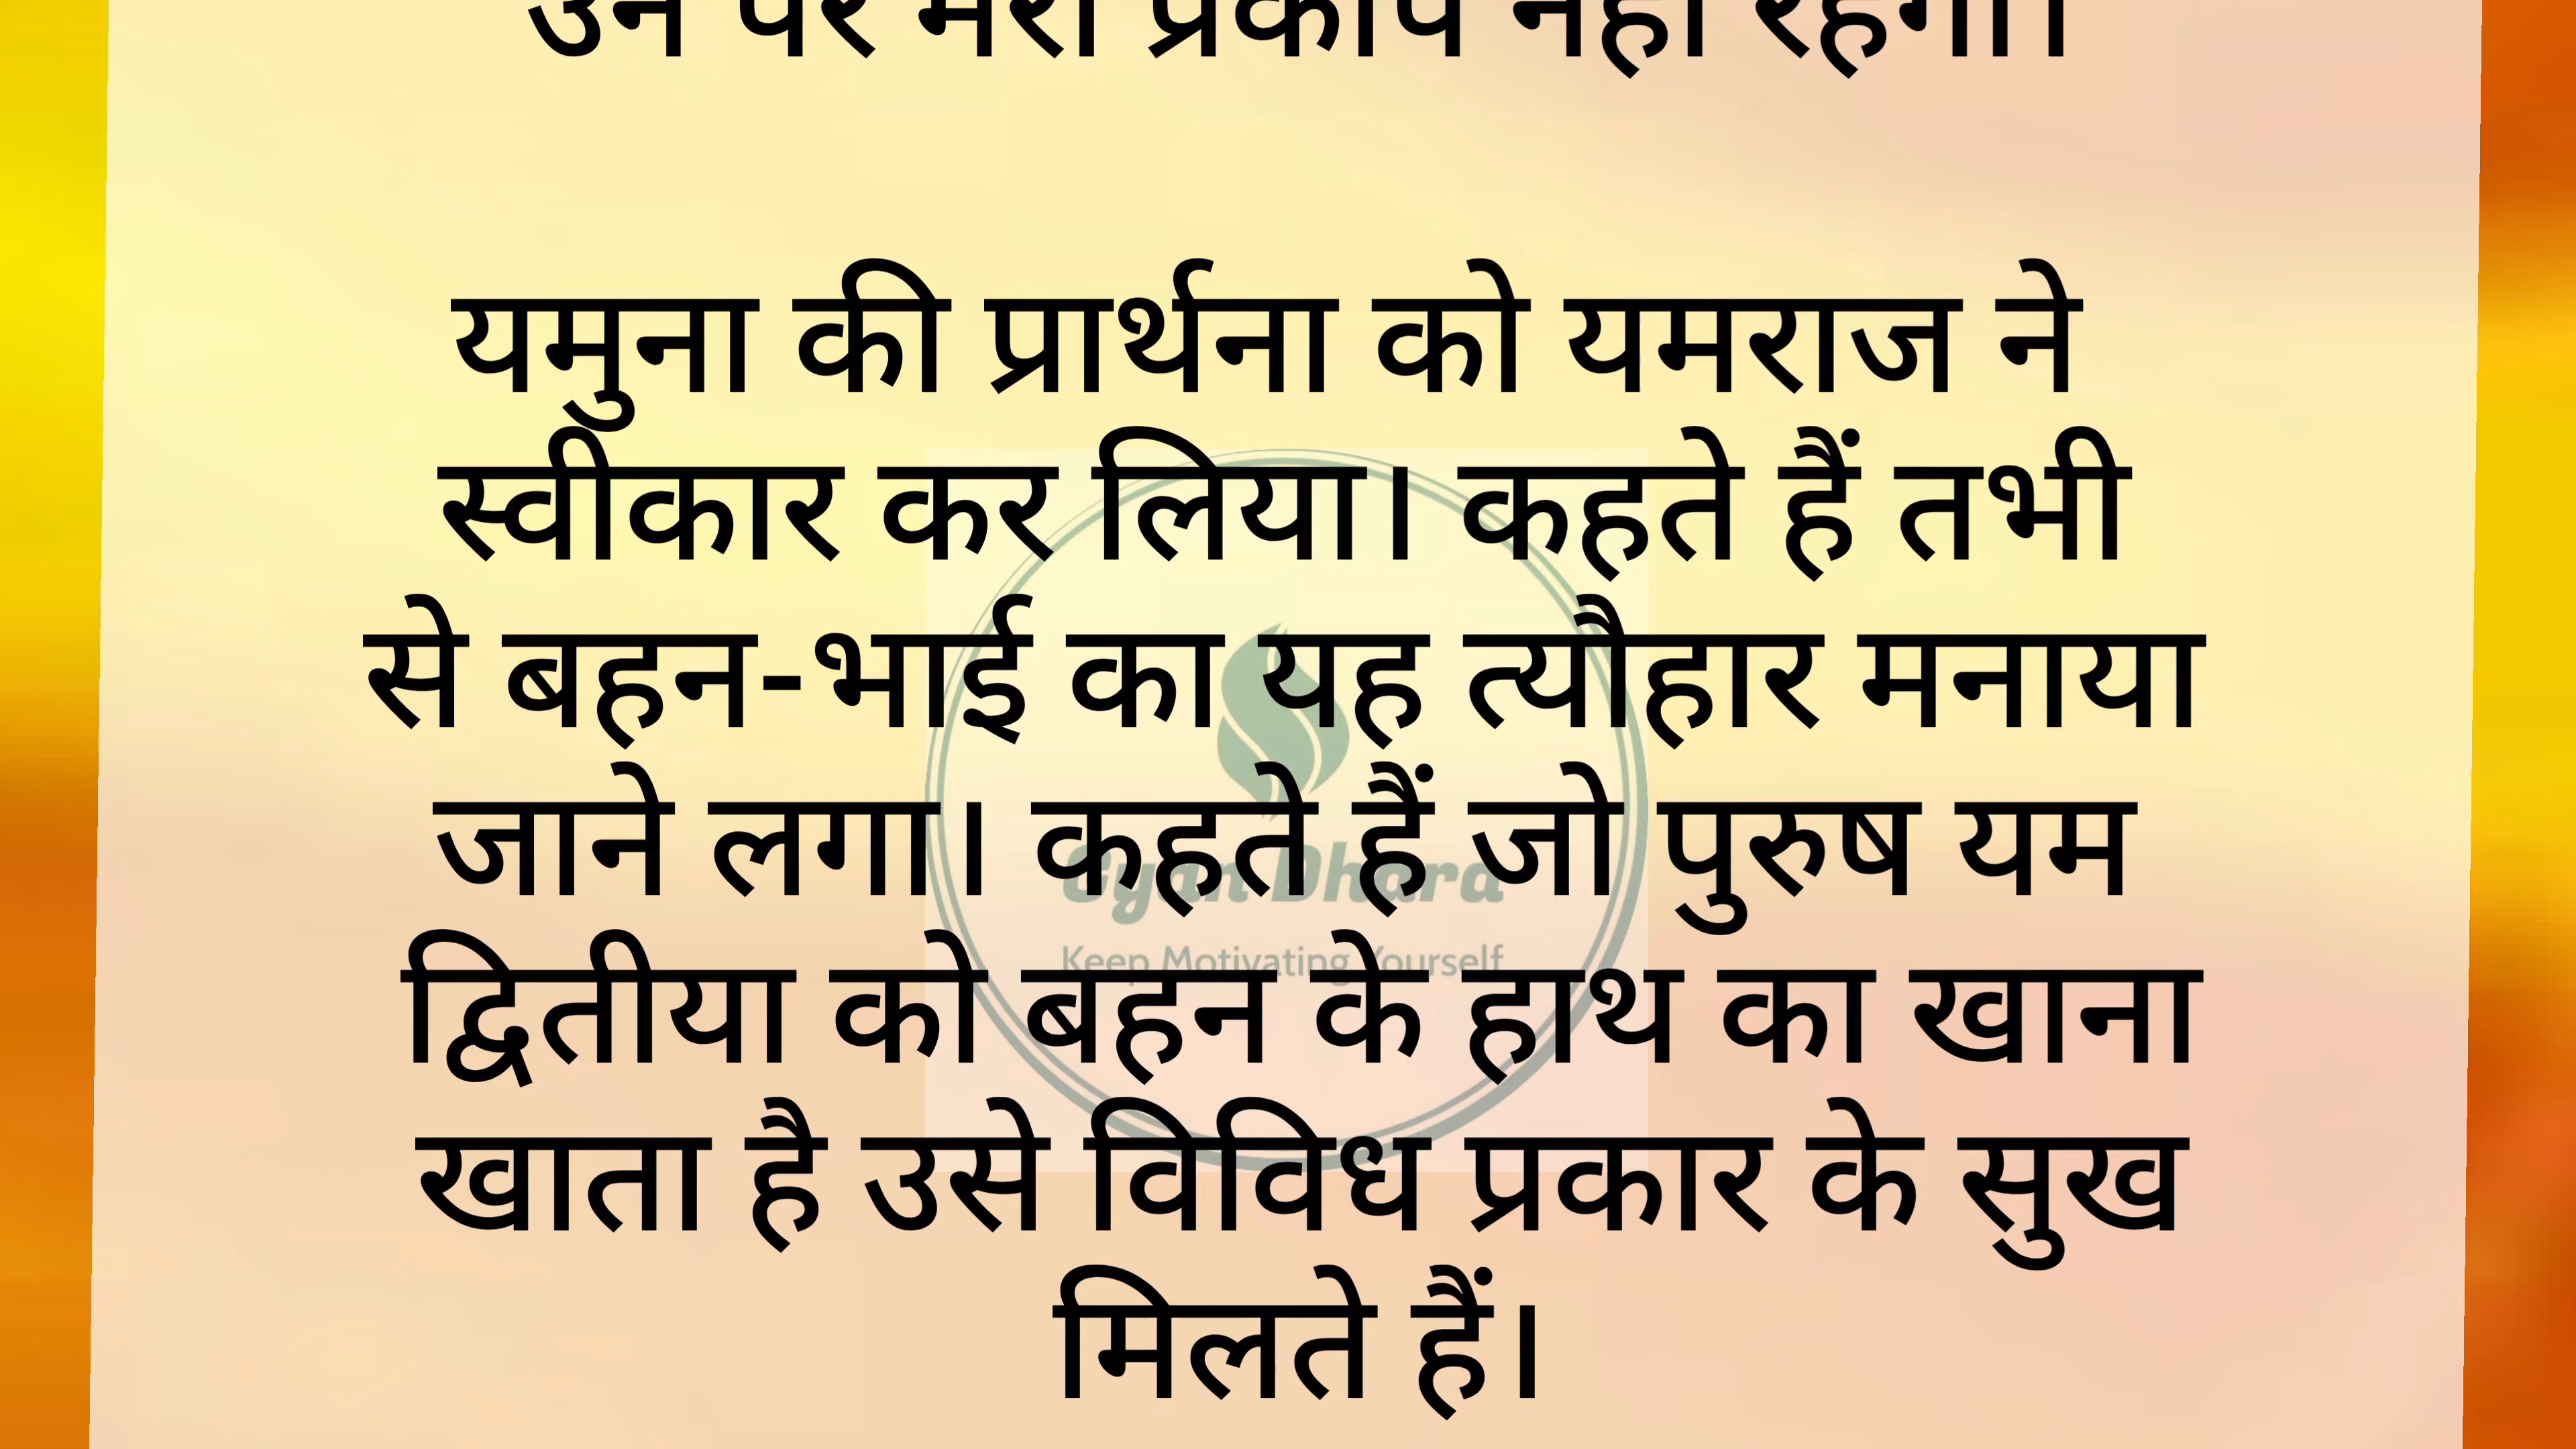 उन पर मेरा प्रकोप नहीं रहेगा।
यमुना की प्रार्थना को यमराज ने
स्वीकार कर लिया। कहते हैं तभी
से बहन-भाई का यह त्यौहार मनाया
जाने लगा। कहते हैं जो पुरुष यम
द्वितीया को बहन के हाथ का खाना
खाता है उसे विविध प्रकार के सुख
मिलते हैं।
Gyan Dhara
Keep Motivating Yourself